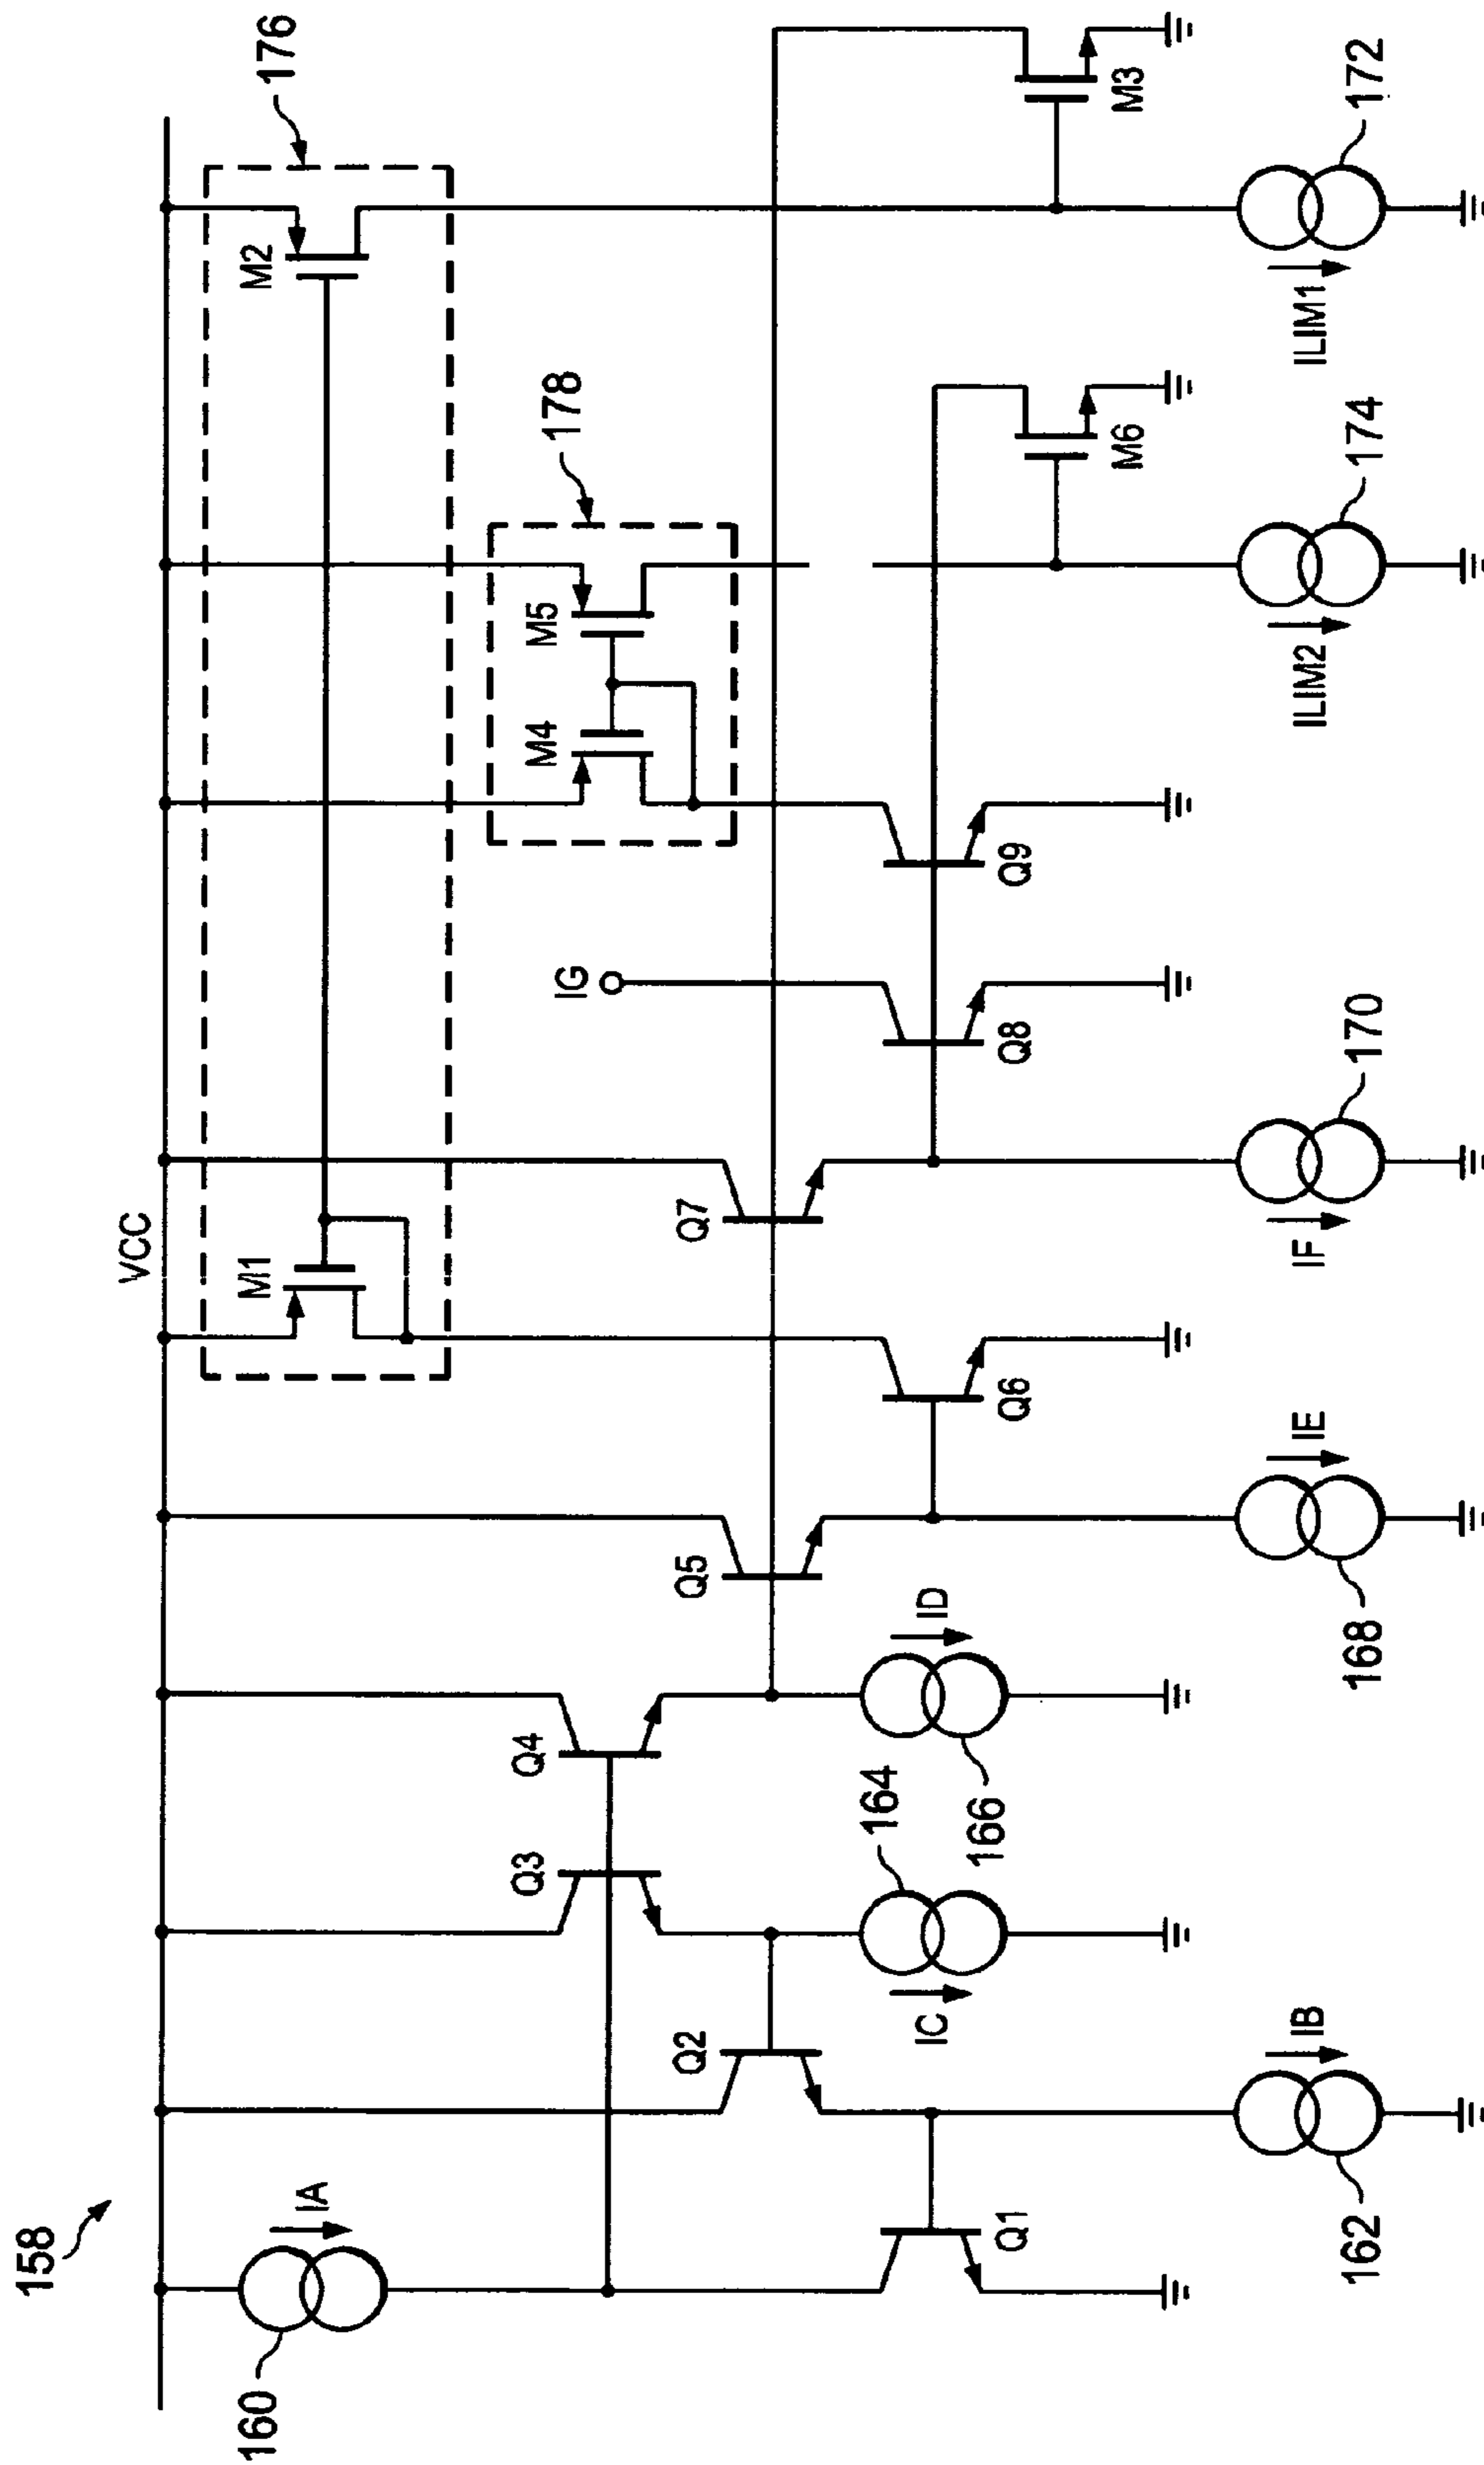 158
VCC
176
160
IA
M1
M2
178
M4
M5
Q3
Q4
IG
Q2
Q5
Q7
164
IC
ID
166
Q1
Q6
Q8
Q9
M6
M3
162
IB
168
IE
IF
170
ILIM2
174
ILIM1
172